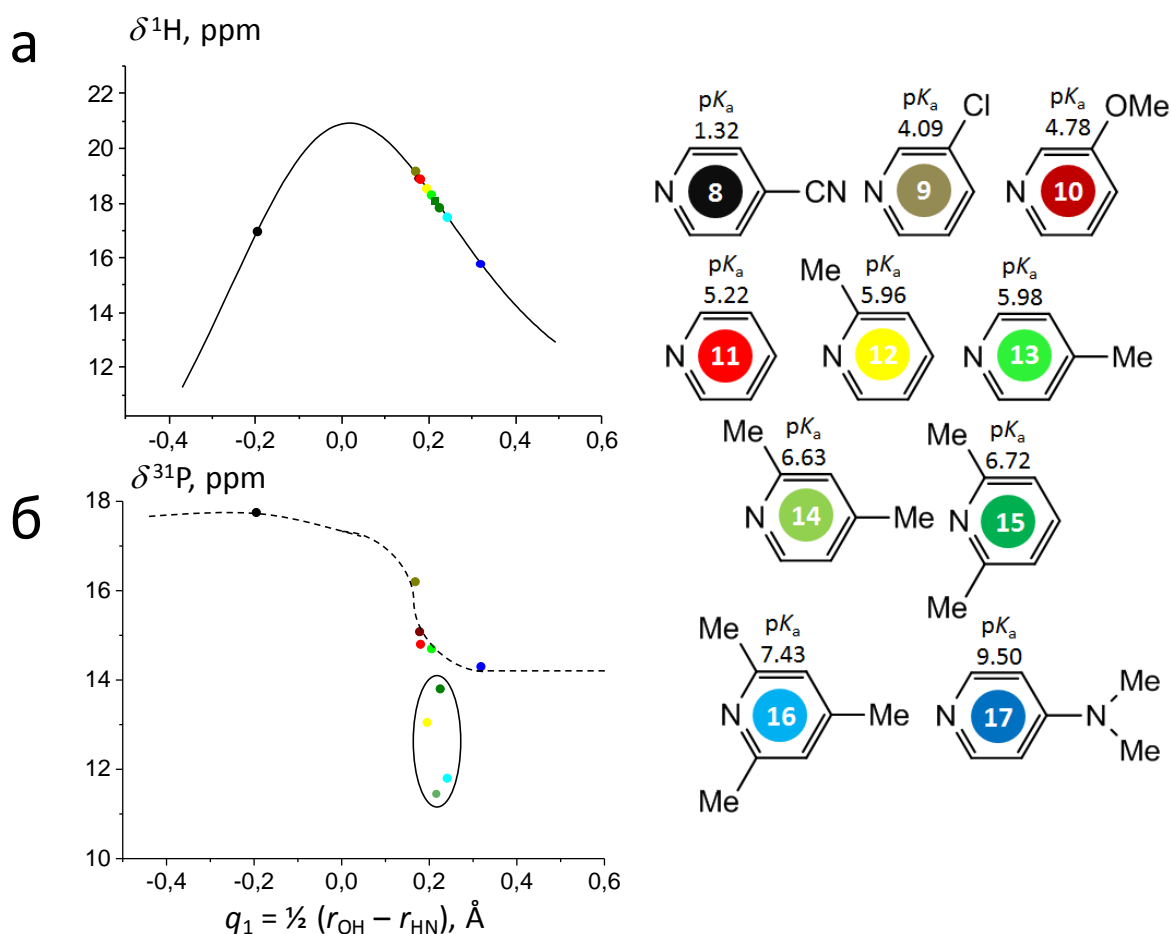 а
δ ¹H, ppm
22
20
18
16
14
12
-0,4 -0,2 0,0 0,2 0,4 0,6
б
δ ³¹P, ppm
18
16
14
12
10
-0,4 -0,2 0,0 0,2 0,4 0,6
q₁ = ½ (rOH – rHN), Å
pKa
1.32
N 8 CN
pKa
4.09
Cl
N 9
pKa
4.78
OMe
N 10
pKa
5.22
N 11
Me
pKa
5.96
N 12
pKa
5.98
N 13 Me
Me
pKa
6.63
N 14 Me
Me
pKa
6.72
N 15
Me
Me
pKa
7.43
N 16 Me
Me
pKa
9.50
N 17 N
Me
Me